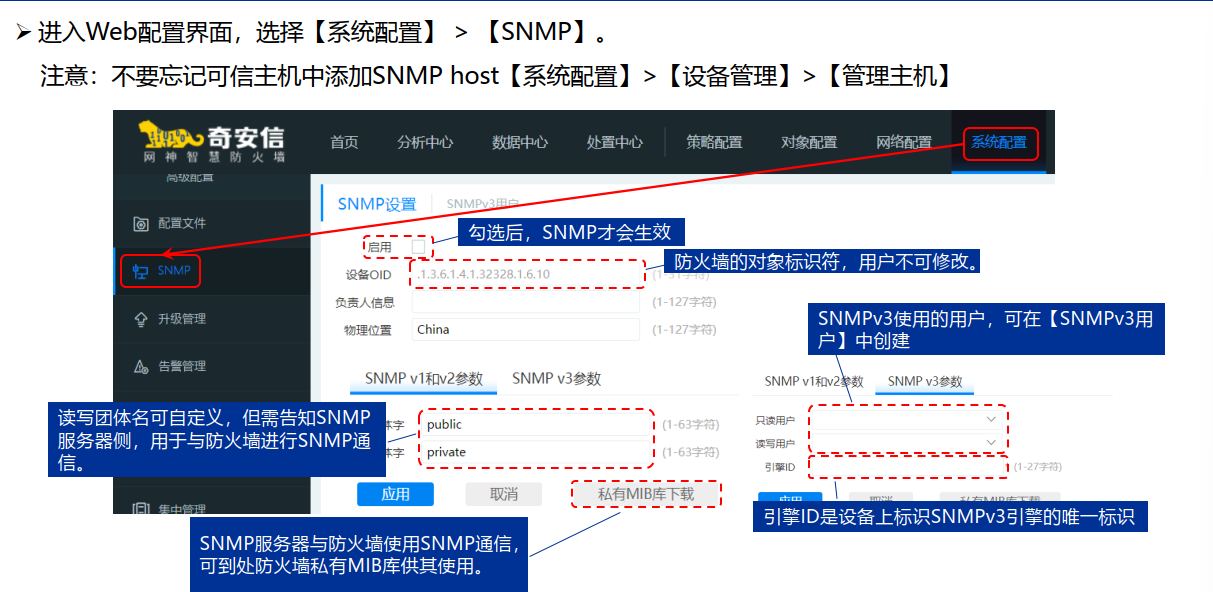 ➢ 进入Web配置界面，选择【系统配置】 > 【SNMP】。
注意：不要忘记可信主机中添加SNMP host【系统配置】>【设备管理】>【管理主机】
奇安信
网神智慧防火墙
首页 分析中心 数据中心 处置中心 策略配置 对象配置 网络配置 系统配置
高级配置
配置文件
SNMP
升级管理
告警管理
集中管理
SNMP设置 SNMPv3用户
启用
勾选后，SNMP才会生效
设备OID .1.3.6.1.4.1.32328.1.6.10
防火墙的对象标识符，用户不可修改。
负责人信息 (1-127字符)
物理位置 China (1-127字符)
SNMPv3使用的用户，可在【SNMPv3用
户】中创建
SNMP v1和v2参数 SNMP v3参数
读写团体名可自定义，但需告知SNMP
服务器侧，用于与防火墙进行SNMP通
信。
体字 public (1-63字符)
体字 private (1-63字符)
应用 取消 私有MIB库下载
SNMP v1和v2参数 SNMP v3参数
只读用户
读写用户
引擎ID (1-27字符)
应用 取消 私有MIB库下载
引擎ID是设备上标识SNMPv3引擎的唯一标识
SNMP服务器与防火墙使用SNMP通信，
可到处防火墙私有MIB库供其使用。